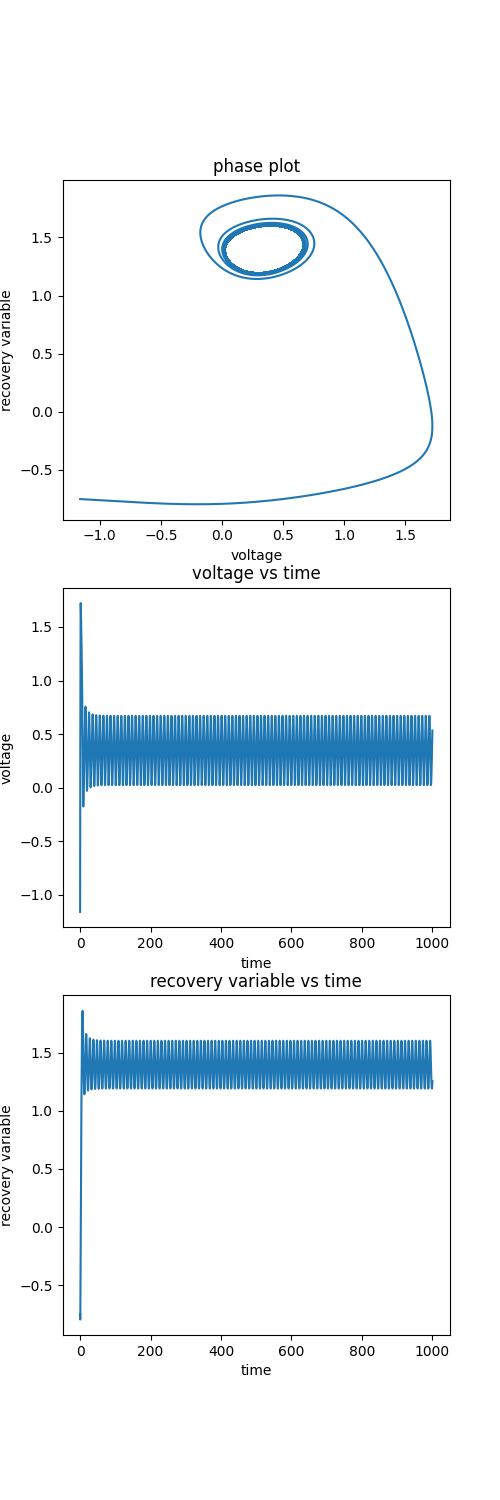 phase plot
1.5
1.0
0.5
0.0
−0.5
recovery variable
−1.0 −0.5 0.0 0.5 1.0 1.5
voltage
voltage vs time
1.5
1.0
0.5
0.0
−0.5
−1.0
voltage
0 200 400 600 800 1000
time
recovery variable vs time
1.5
1.0
0.5
0.0
−0.5
recovery variable
0 200 400 600 800 1000
time